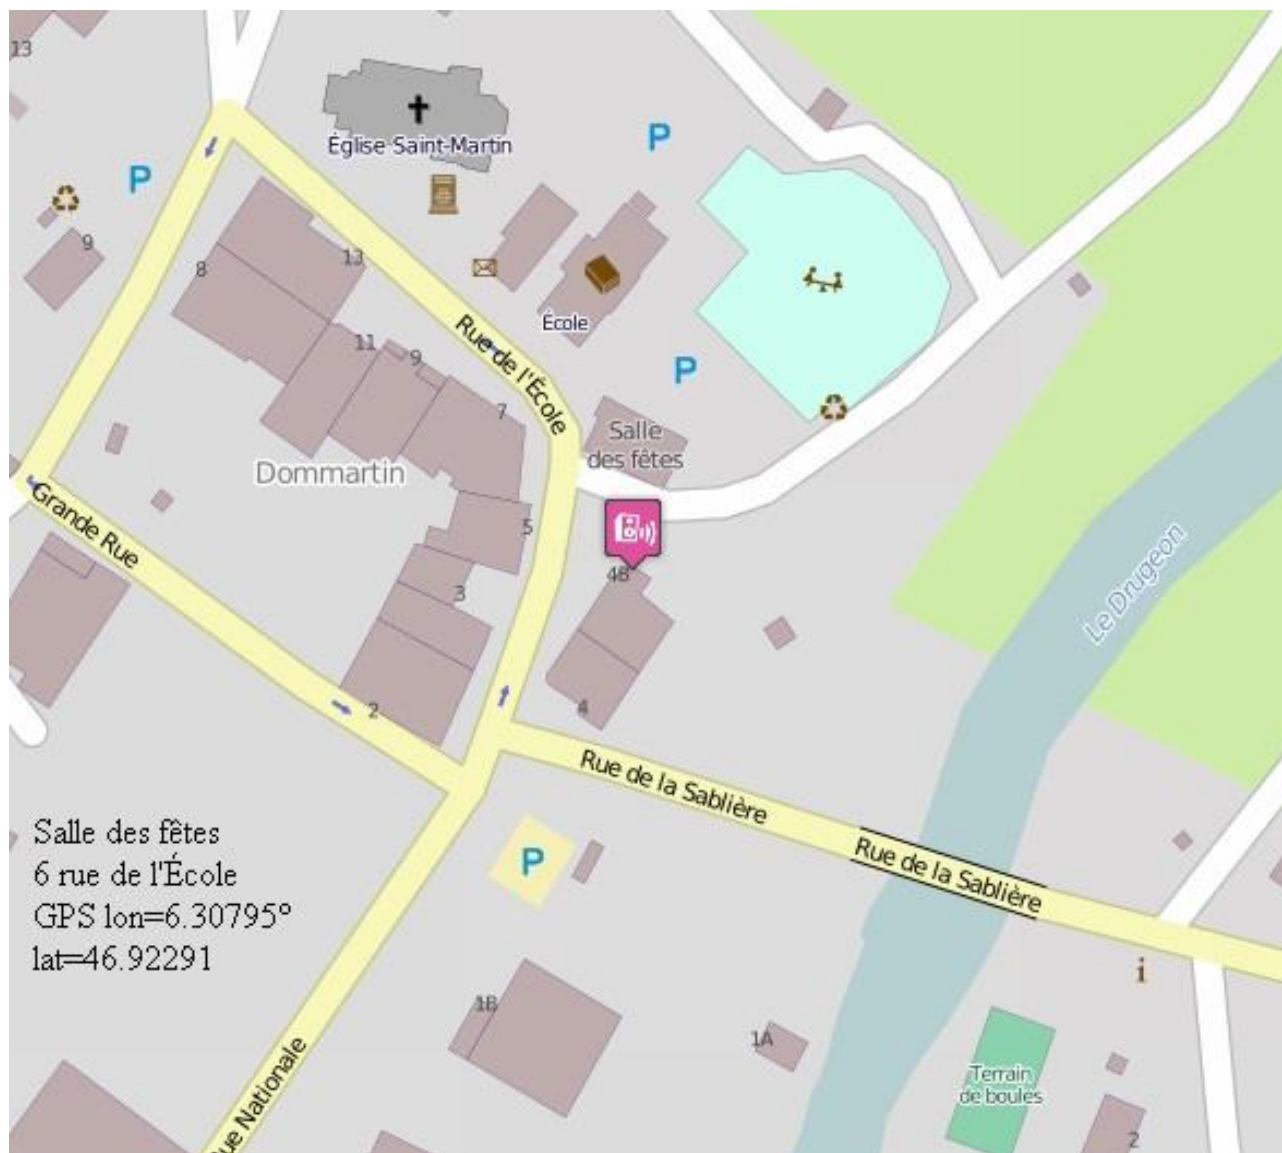 13
P
Église Saint-Martin
P
9
8
13
École
Rue de l'École
11
9
P
7
Salle
des fêtes
Dommartin
Grande Rue
5
4B
3
Le Drugeon
2
4
Rue de la Sablière
Rue de la Sablière
P
Salle des fêtes
6 rue de l'École
GPS lon=6.30795°
lat=46.92291
i
1B
1A
Rue Nationale
Terrain
de boules
2